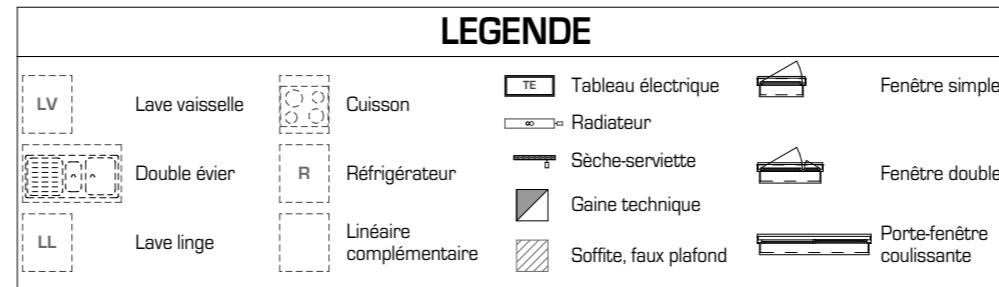 LEGENDE
LV
Lave vaisselle
Double évier
LL
Lave linge
Cuisson
R
Réfrigérateur
Linéaire
complémentaire
TE
Tableau électrique
Radiateur
Sèche-serviette
Gaine technique
Soffite, faux plafond
Fenêtre simple
Fenêtre double
Porte-fenêtre
coulissante